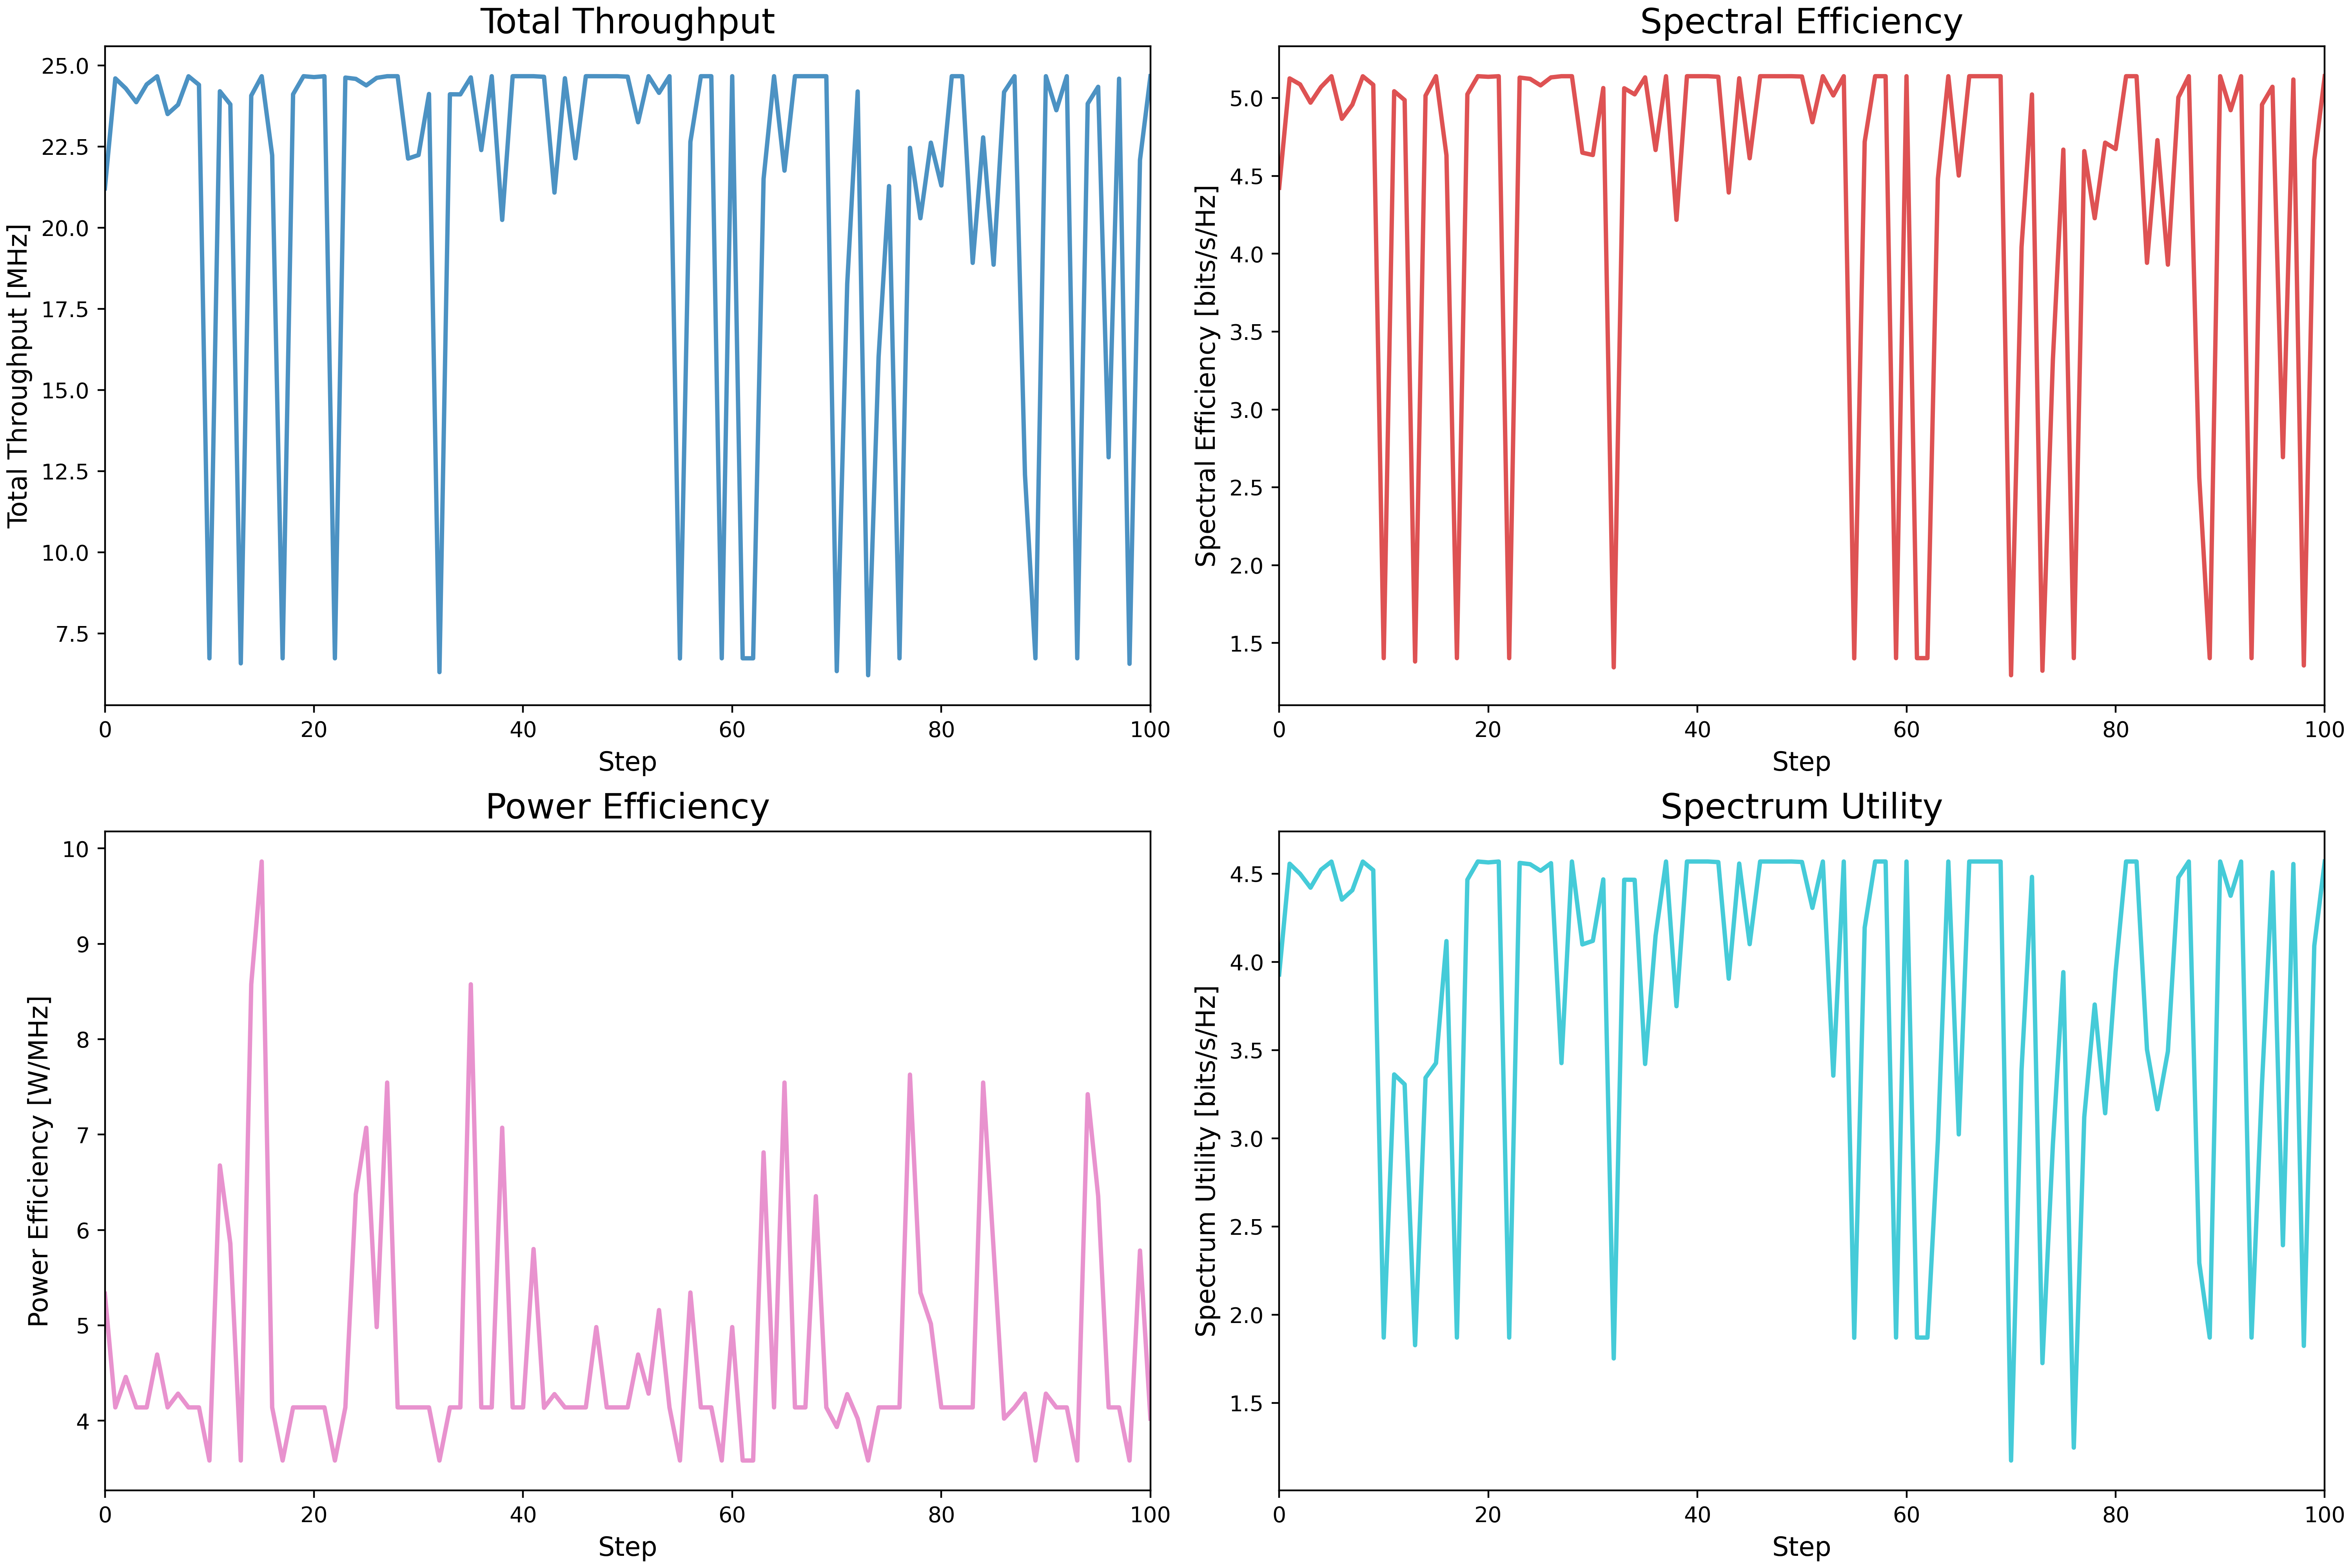 Total Throughput
Total Throughput [MHz]
25.0
22.5
20.0
17.5
15.0
12.5
10.0
7.5
0 20 40 60 80 100
Step
Spectral Efficiency
Spectral Efficiency [bits/s/Hz]
5.0
4.5
4.0
3.5
3.0
2.5
2.0
1.5
0 20 40 60 80 100
Step
Power Efficiency
Power Efficiency [W/MHz]
10
9
8
7
6
5
4
0 20 40 60 80 100
Step
Spectrum Utility
Spectrum Utility [bits/s/Hz]
4.5
4.0
3.5
3.0
2.5
2.0
1.5
0 20 40 60 80 100
Step